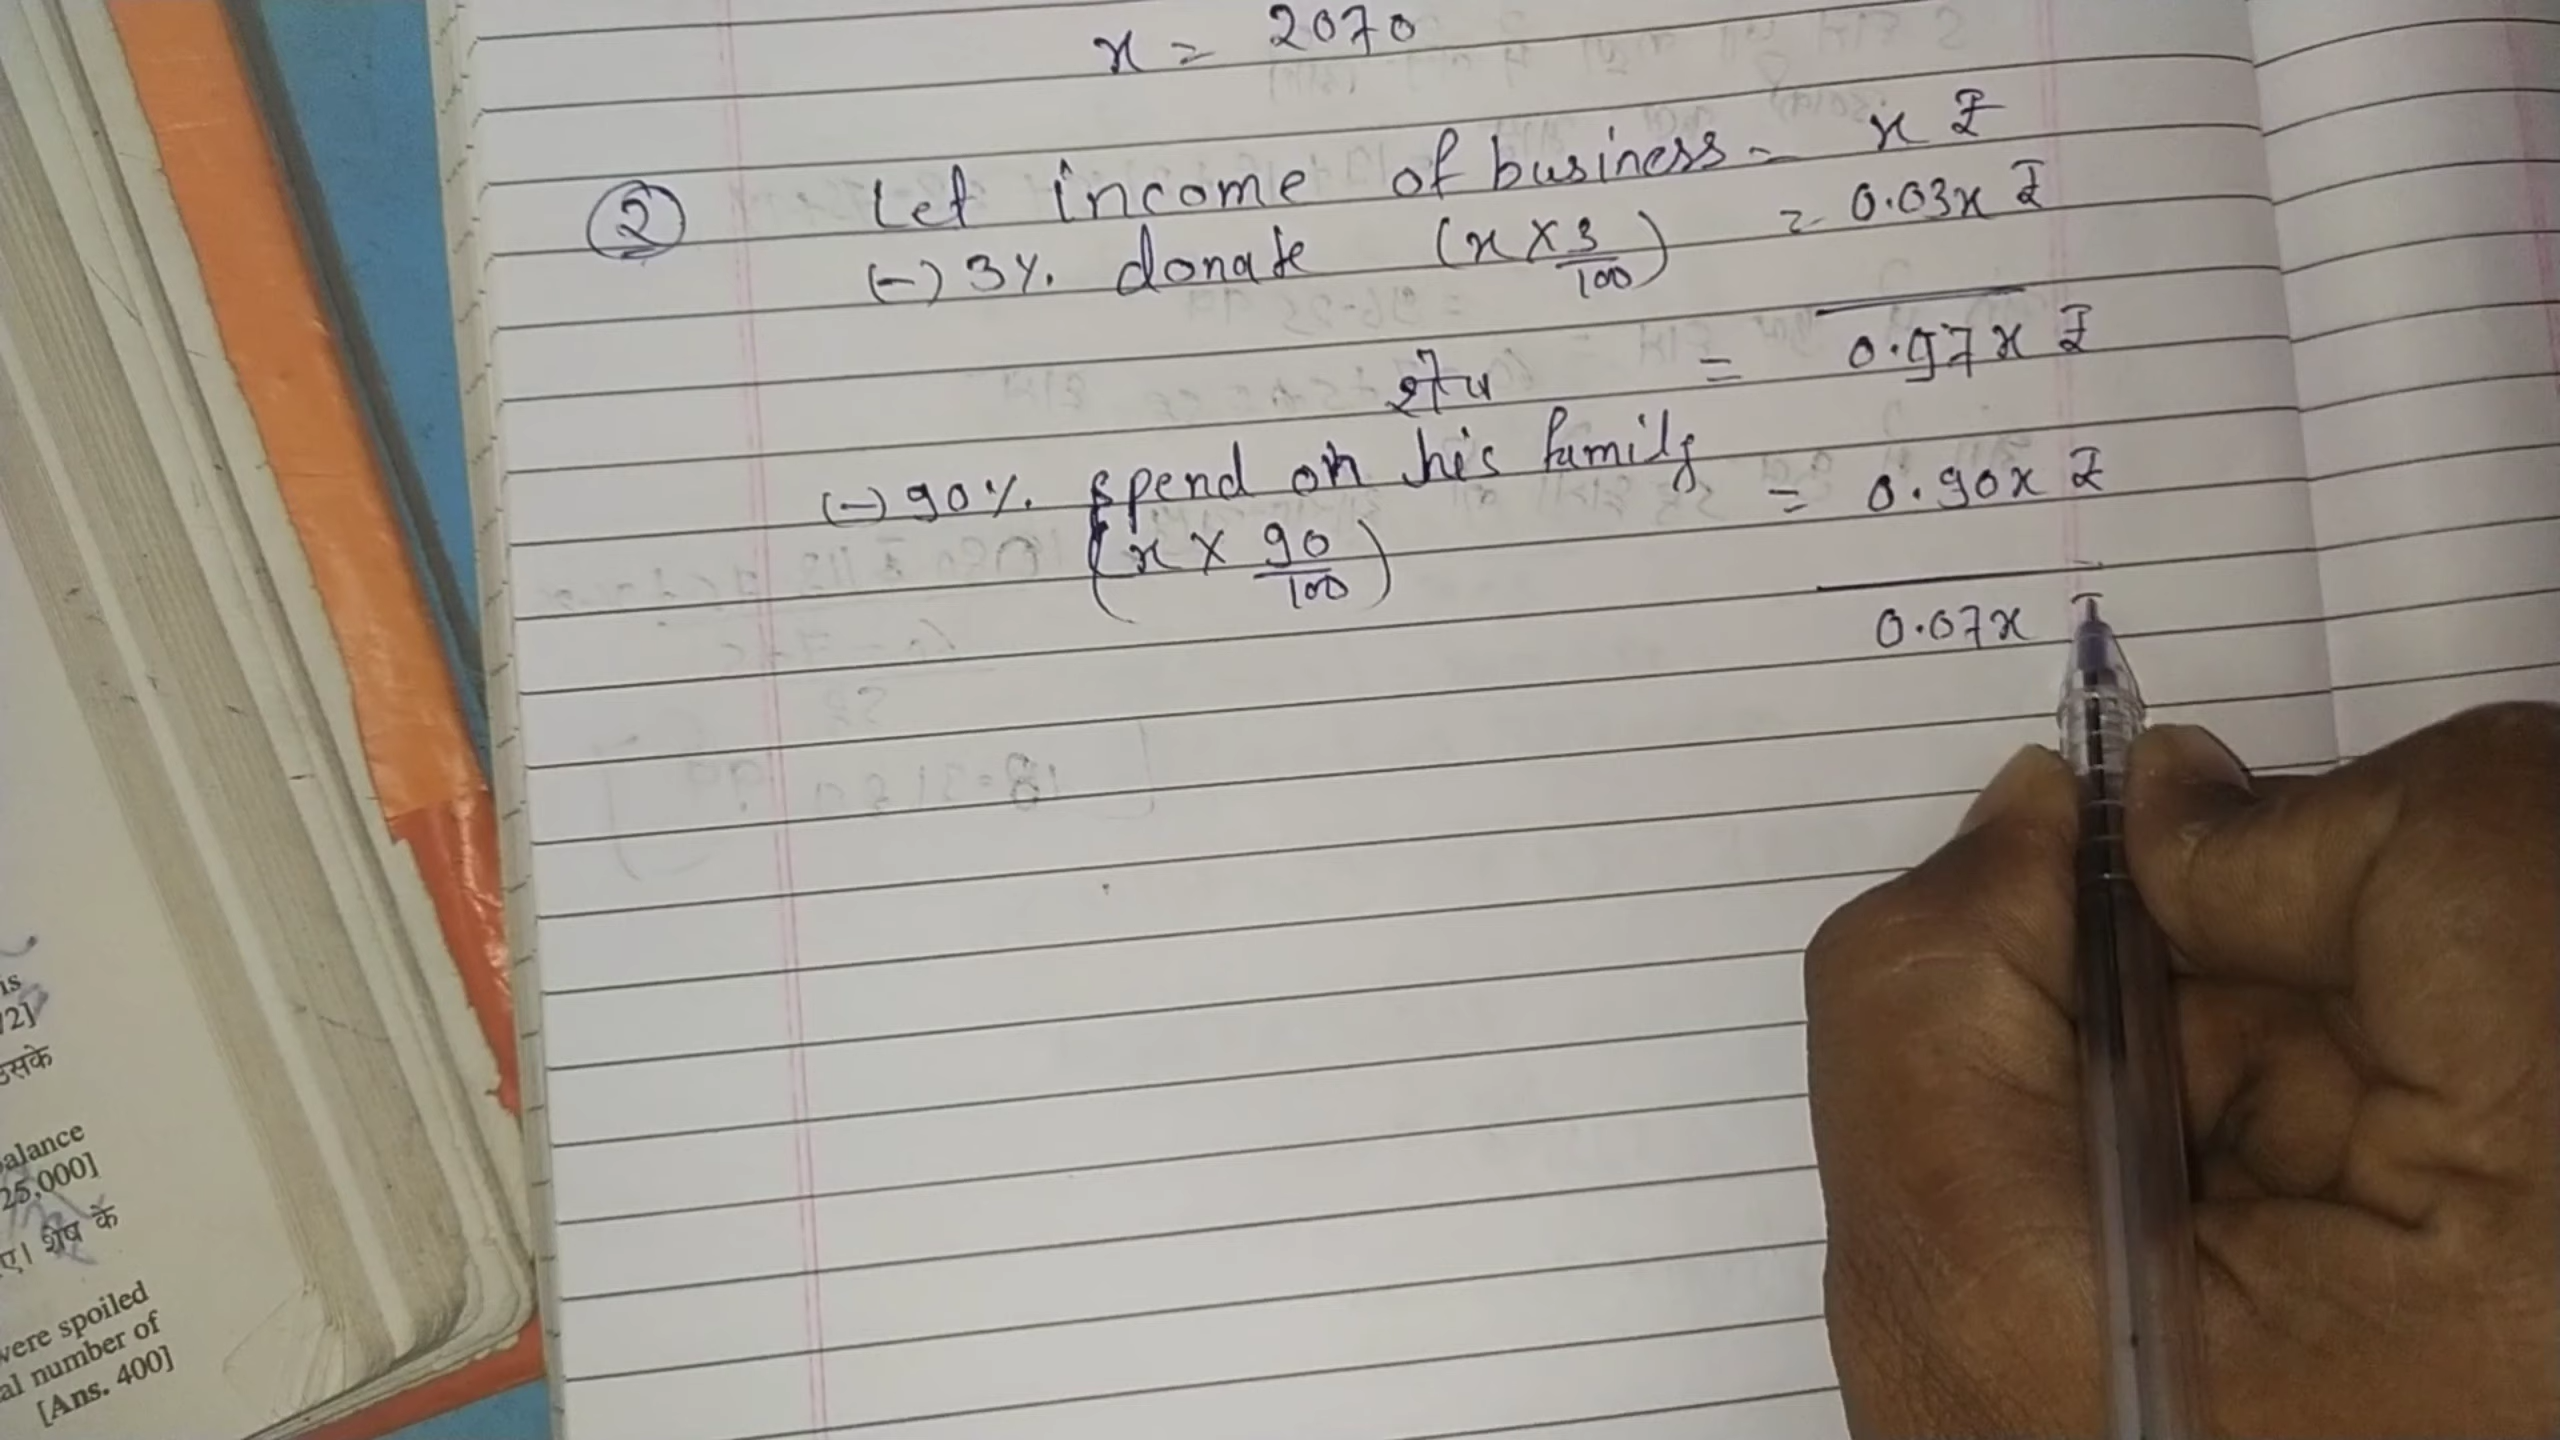 x = 2070
② Let income of business = x ₹
(-) 3% donate (x × 3/100) = 0.03x ₹
शेष = 0.97x ₹
(-) 90% spend on his family = 0.90x ₹
(x × 90/100)
0.07x
is
/2]
उसके
alance
25,000]
ए। शेष के
were spoiled
al number of
[Ans. 400]